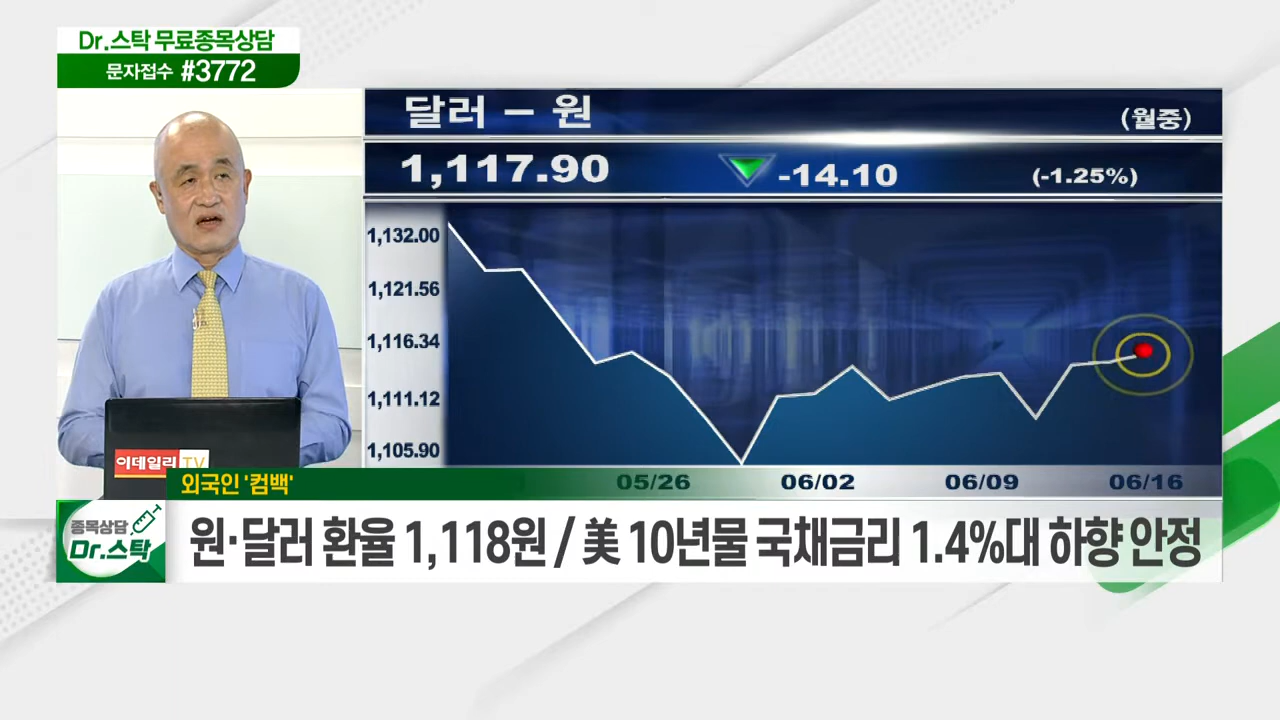 Dr.스탁 무료종목상담
문자접수 #3772
달러 – 원
(월중)
1,117.90
-14.10
(-1.25%)
1,132.00
1,121.56
1,116.34
1,111.12
1,105.90
05/26
06/02
06/09
06/16
이데일리 TV
외국인 '컴백'
종목상담
Dr.스탁
원·달러 환율 1,118원 / 美 10년물 국채금리 1.4%대 하향 안정